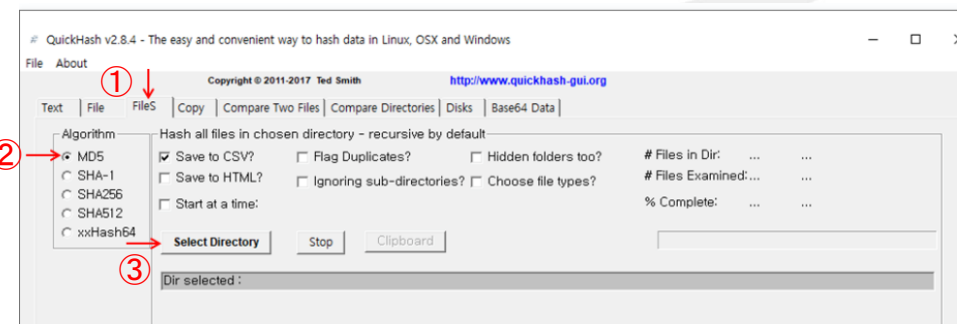 QuickHash v2.8.4 - The easy and convenient way to hash data in Linux, OSX and Windows
File About
① Copyright © 2011-2017 Ted Smith http://www.quickhash-gui.org
Text File FileS Copy Compare Two Files Compare Directories Disks Base64 Data
Algorithm Hash all files in chosen directory - recursive by default
② MD5 Save to CSV? Flag Duplicates? Hidden folders too? # Files in Dir: ... ...
SHA-1 Save to HTML? Ignoring sub-directories? Choose file types? # Files Examined:... ...
SHA256 Start at a time: % Complete: ... ...
SHA512
xxHash64 Select Directory Stop Clipboard
③
Dir selected :